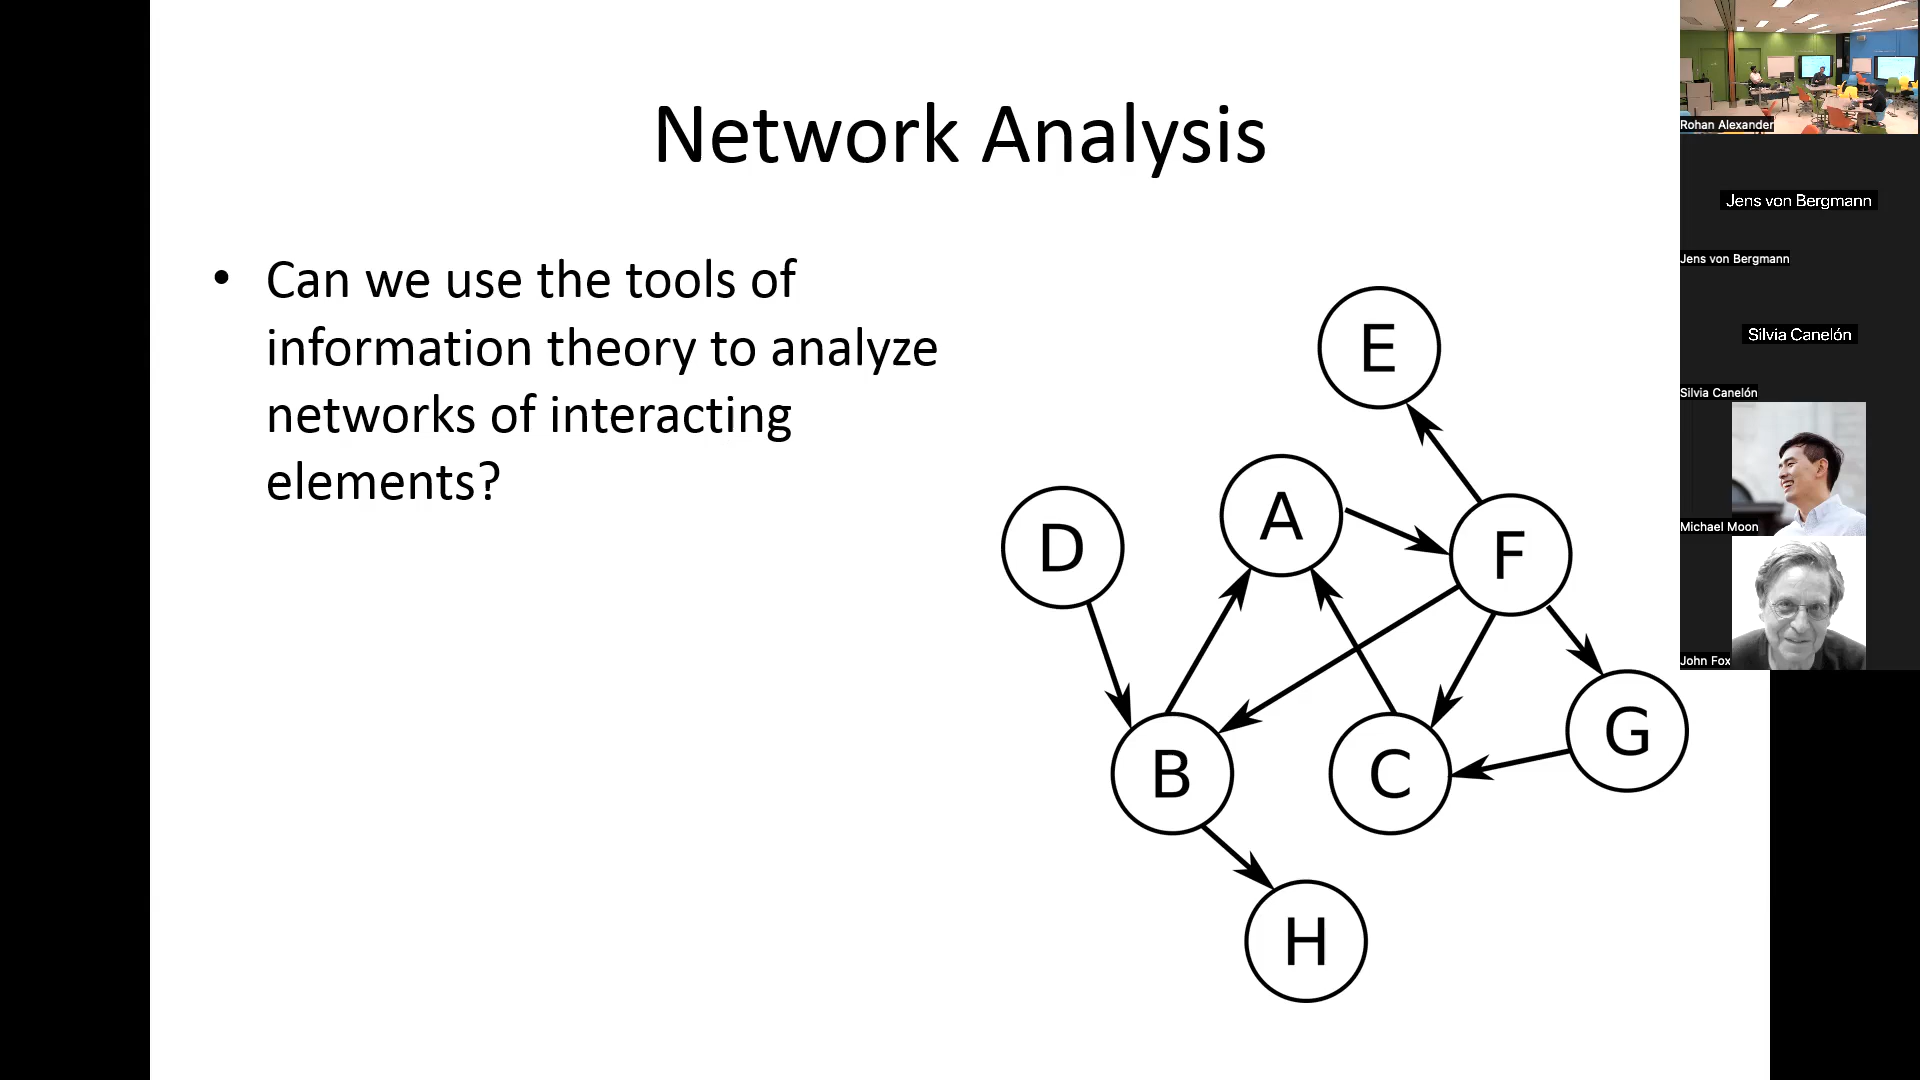 Network Analysis
• Can we use the tools of
information theory to analyze
networks of interacting
elements?
E
A
D
F
B
C
G
H
Rohan Alexander
Jens von Bergmann
Jens von Bergmann
Silvia Canelón
Silvia Canelón
Michael Moon
John Fox